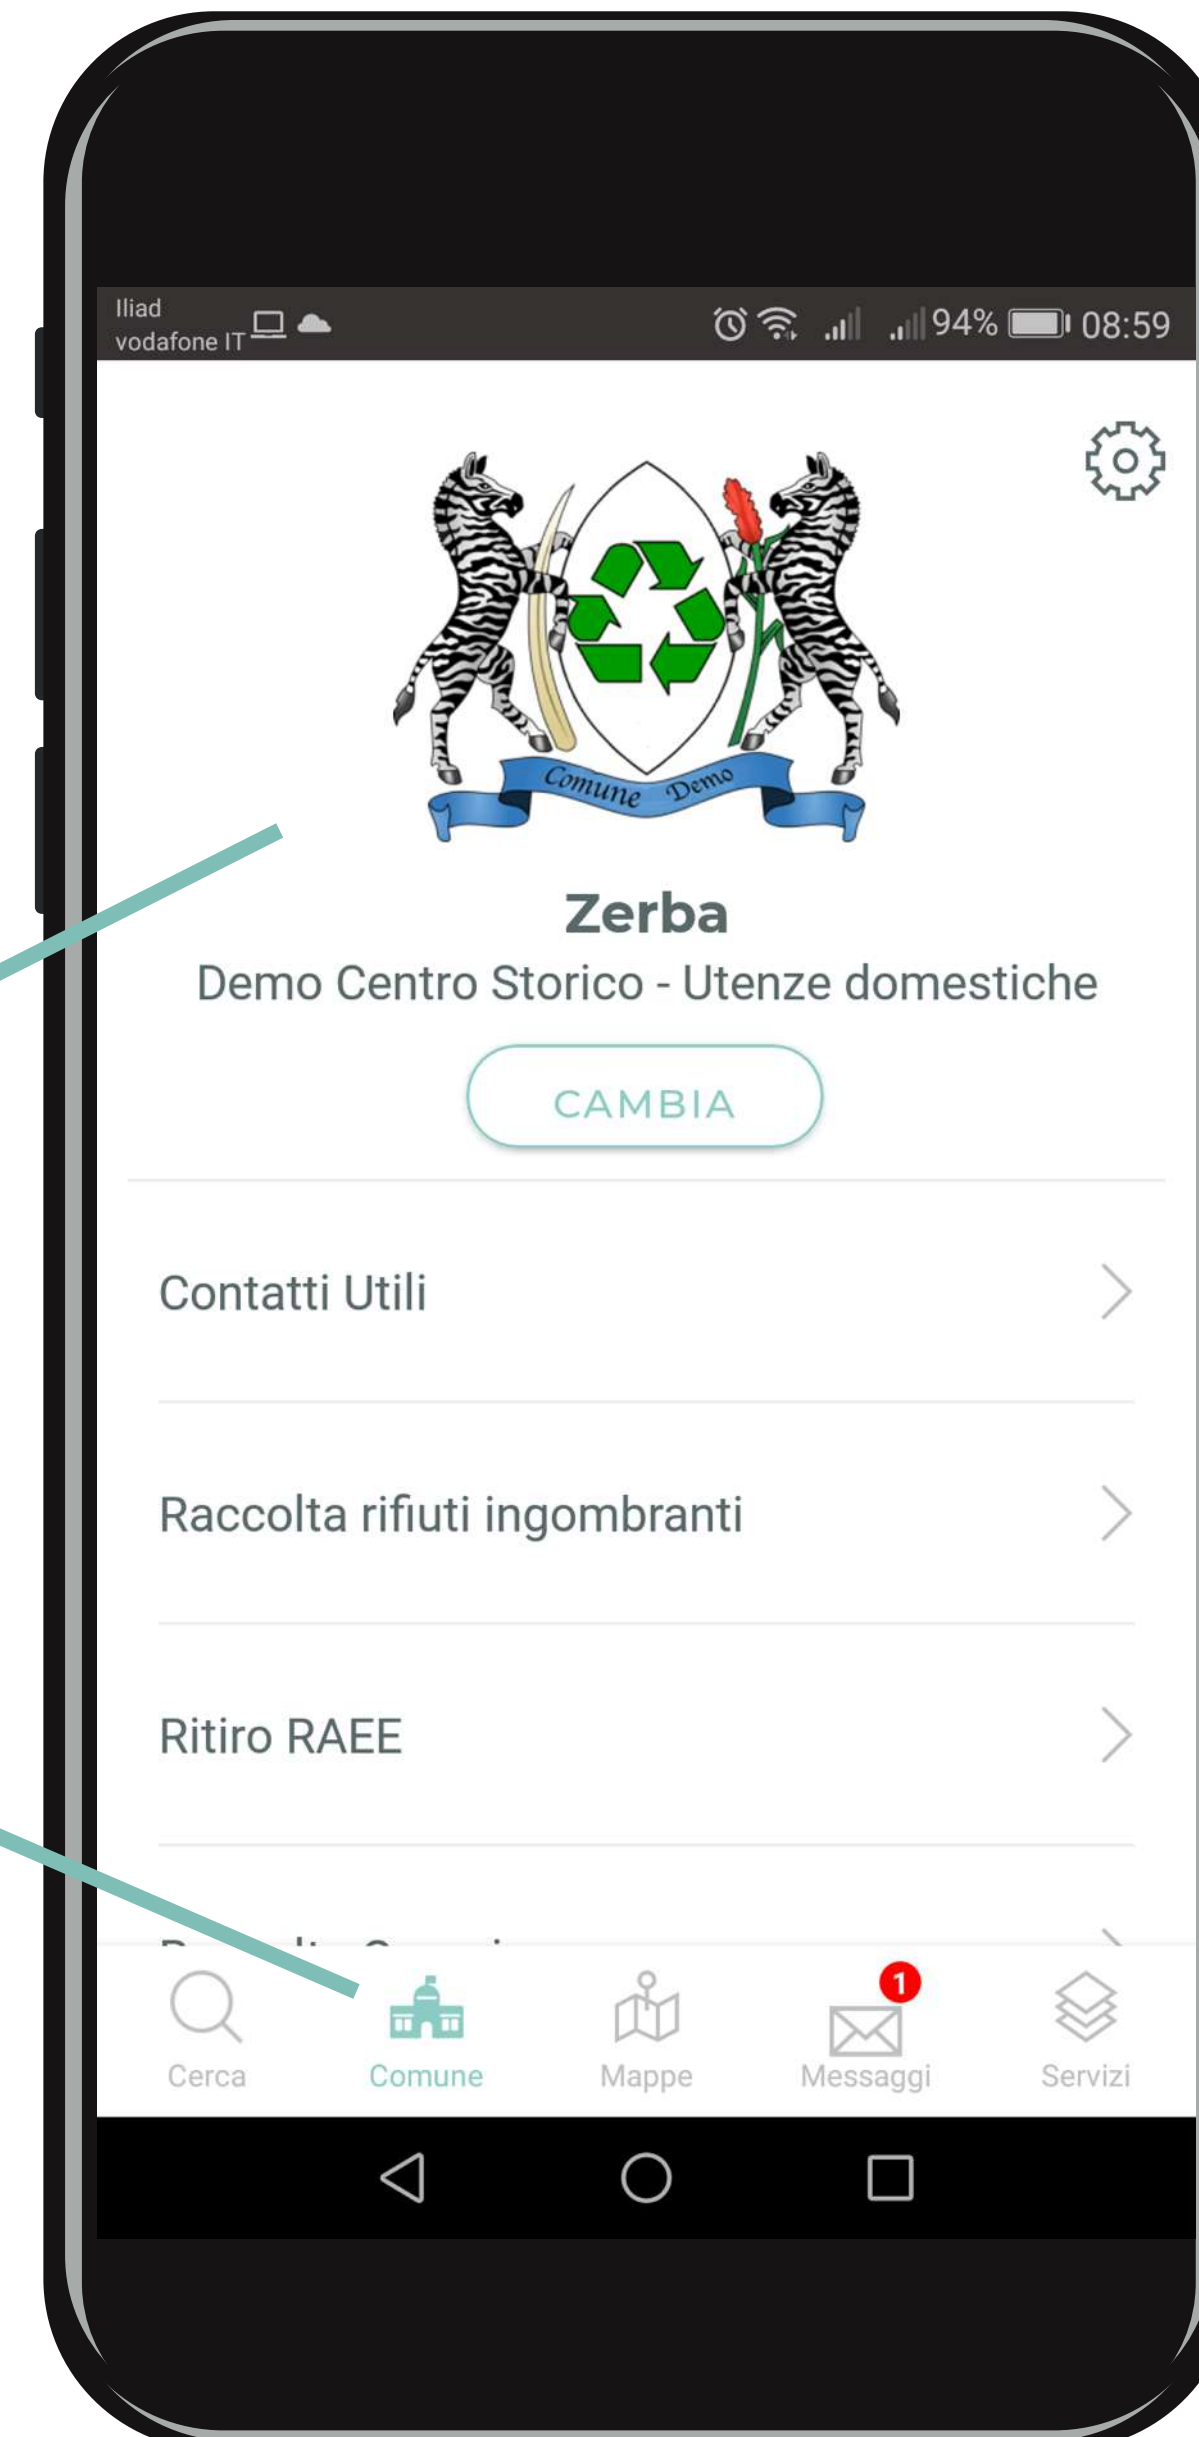 Iliad
vodafone IT
94% 08:59
Comune Demo
Zerba
Demo Centro Storico - Utenze domestiche
CAMBIA
Contatti Utili
Raccolta rifiuti ingombranti
Ritiro RAEE
1
Cerca Comune Mappe Messaggi Servizi